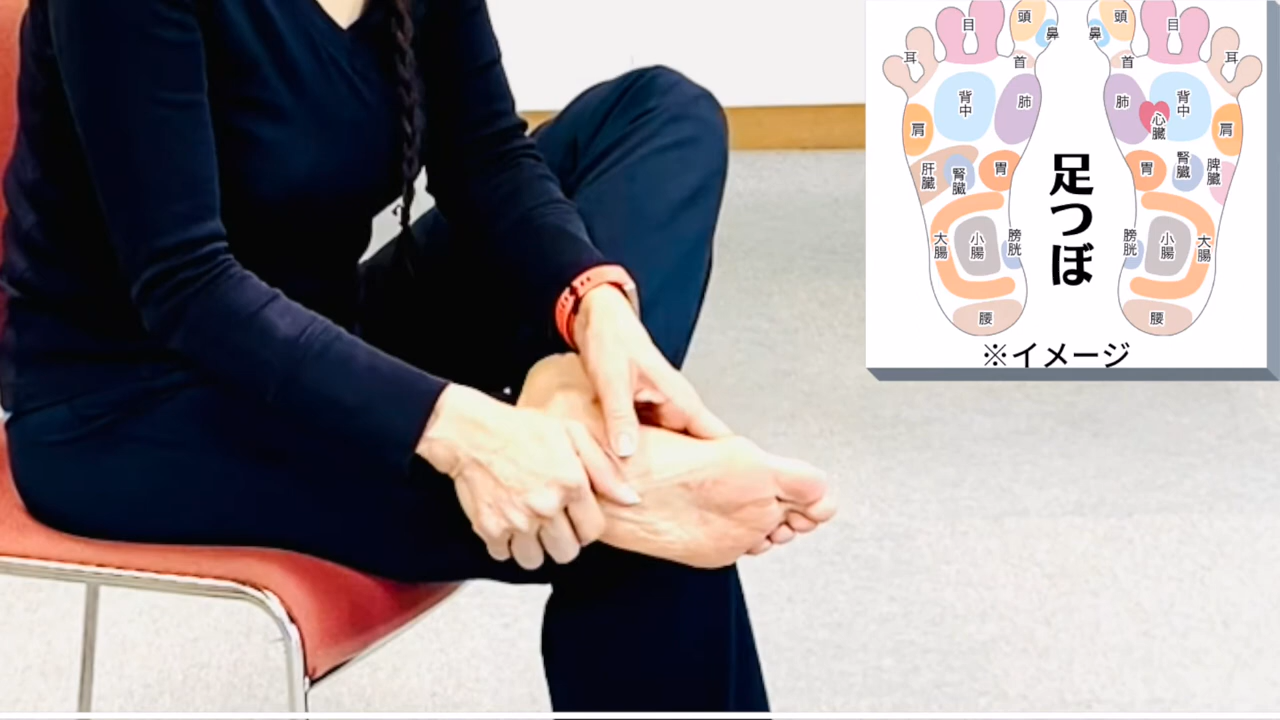 目
頭
鼻
耳
首
背中
肺
肩
肝臓
腎臓
胃
大腸
小腸
膀胱
腰
足つぼ
頭
目
鼻
耳
首
肺
背中
心臓
肩
胃
腎臓
脾臓
膀胱
小腸
大腸
腰
※イメージ